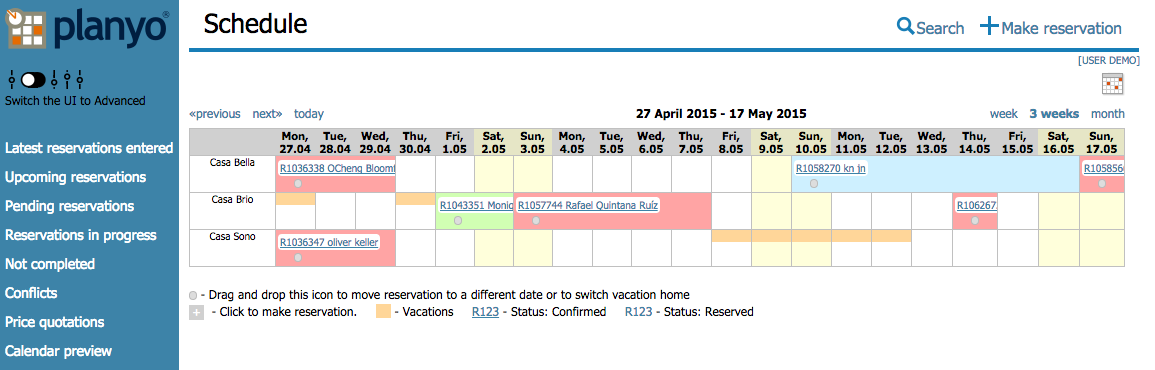 planyo®
Switch the UI to Advanced
Latest reservations entered
Upcoming reservations
Pending reservations
Reservations in progress
Not completed
Conflicts
Price quotations
Calendar preview
Schedule
Search
Make reservation
[USER DEMO]
«previous next» today
27 April 2015 - 17 May 2015
week 3 weeks month
Mon, Tue, Wed, Thu, Fri, Sat, Sun, Mon, Tue, Wed, Thu, Fri, Sat, Sun, Mon, Tue, Wed, Thu, Fri, Sat, Sun,
27.04 28.04 29.04 30.04 1.05 2.05 3.05 4.05 5.05 6.05 7.05 8.05 9.05 10.05 11.05 12.05 13.05 14.05 15.05 16.05 17.05
Casa Bella
R1036338 OCheng Bloomf R1058270 kn jn R105856
Casa Brio
R1043351 Moniq R1057744 Rafael Quintana Ruíz R106267
Casa Sono
R1036347 oliver keller
- Drag and drop this icon to move reservation to a different date or to switch vacation home
+ - Click to make reservation. - Vacations R123 - Status: Confirmed R123 - Status: Reserved